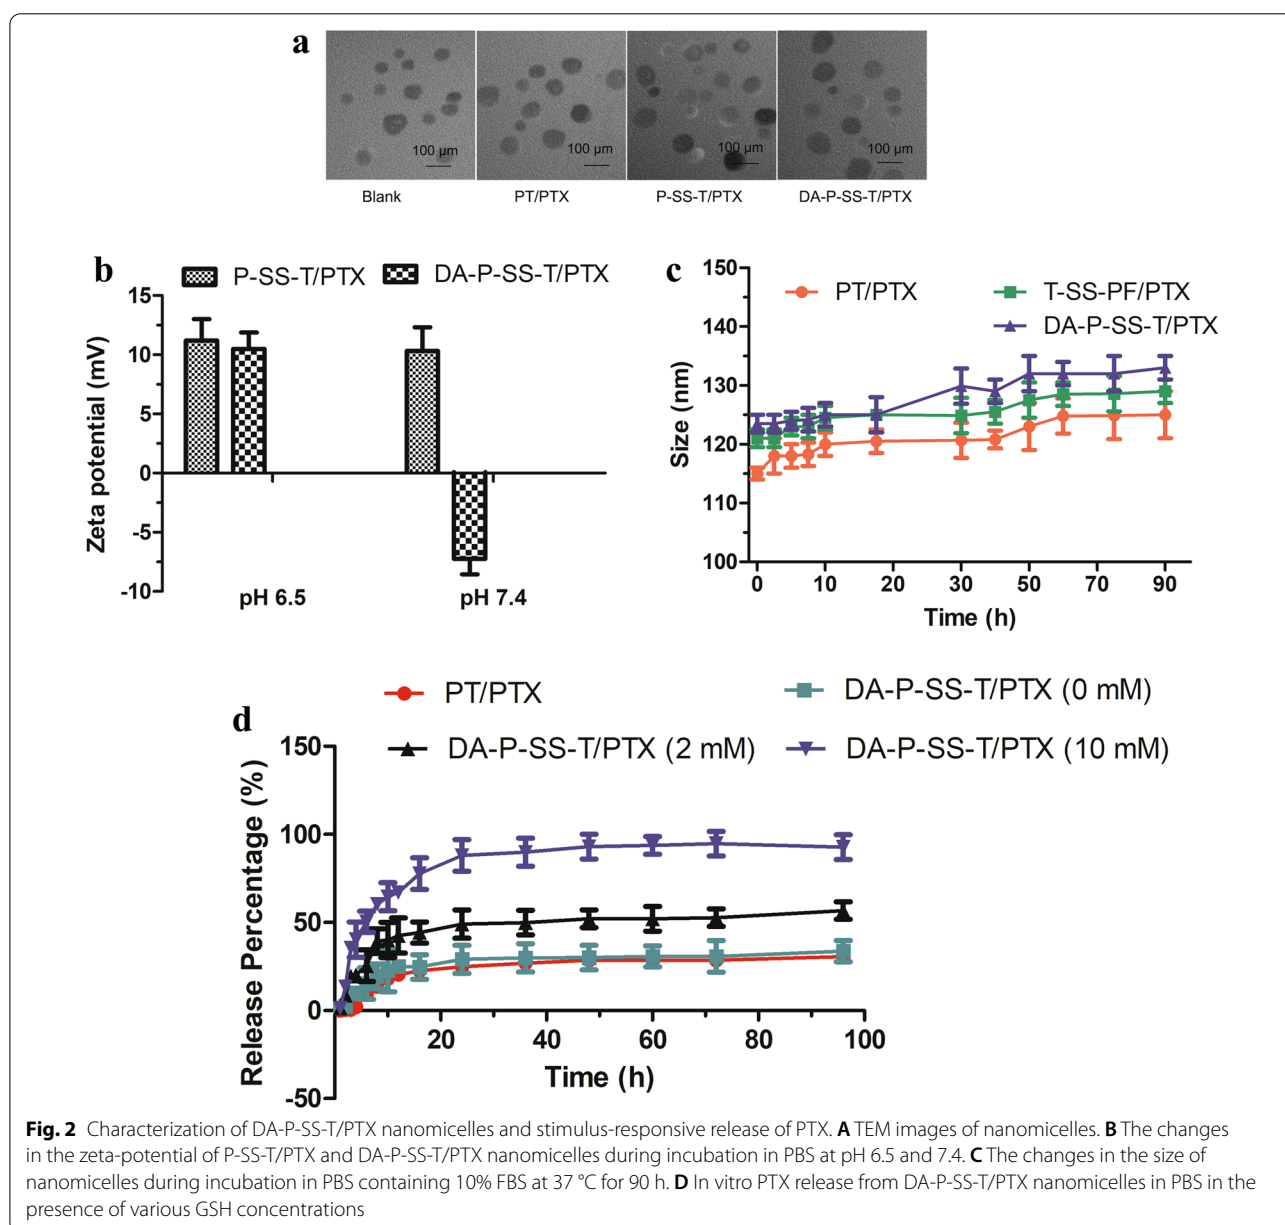 a
100 µm 100 µm 100 µm 100 µm
Blank PT/PTX P-SS-T/PTX DA-P-SS-T/PTX
b
P-SS-T/PTX DA-P-SS-T/PTX
Zeta potential (mV)
15
10
5
0
-5
-10
pH 6.5 pH 7.4
c
PT/PTX T-SS-PF/PTX
DA-P-SS-T/PTX
Size (nm)
150
140
130
120
110
100
0 10 20 30 50 70 90
Time (h)
PT/PTX DA-P-SS-T/PTX (0 mM)
d
DA-P-SS-T/PTX (2 mM) DA-P-SS-T/PTX (10 mM)
Release Percentage (%)
150
100
50
0
-50
20 40 60 80 100
Time (h)
Fig. 2 Characterization of DA-P-SS-T/PTX nanomicelles and stimulus-responsive release of PTX. A TEM images of nanomicelles. B The changes
in the zeta-potential of P-SS-T/PTX and DA-P-SS-T/PTX nanomicelles during incubation in PBS at pH 6.5 and 7.4. C The changes in the size of
nanomicelles during incubation in PBS containing 10% FBS at 37 °C for 90 h. D In vitro PTX release from DA-P-SS-T/PTX nanomicelles in PBS in the
presence of various GSH concentrations